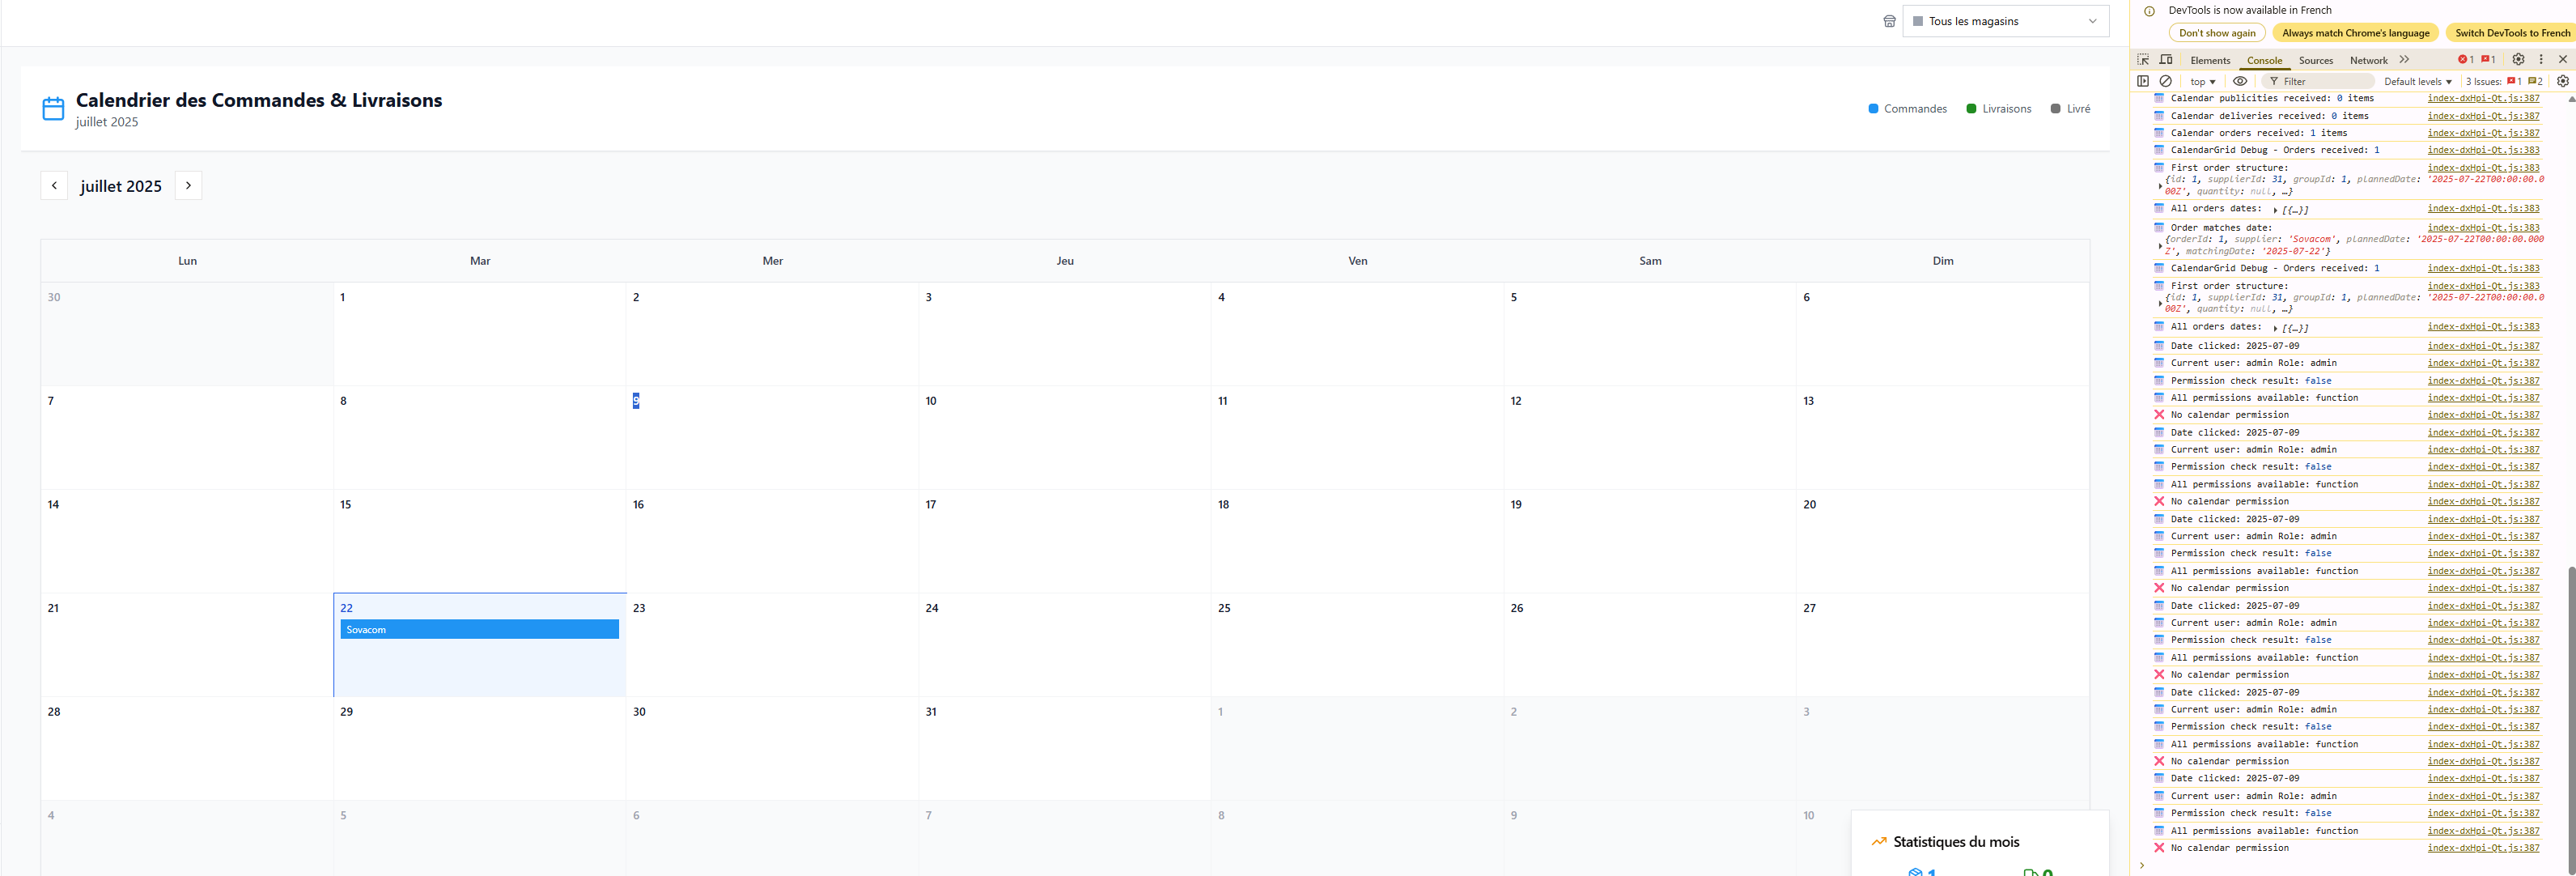 Tous les magasins
Calendrier des Commandes & Livraisons
juillet 2025
Commandes
Livraisons
Livré
juillet 2025
Lun Mar Mer Jeu Ven Sam Dim
30 1 2 3 4 5 6
7 8 9 10 11 12 13
14 15 16 17 18 19 20
21 22 23 24 25 26 27
Sovacom
28 29 30 31 1 2 3
4 5 6 7 8 9 10
Statistiques du mois
1 0
DevTools is now available in French
Don't show again Always match Chrome's language Switch DevTools to French
Elements Console Sources Network 1 1
top Filter Default levels 3 Issues: 1 2
Calendar publicities received: 0 items index-dxHpi-Qt.js:387
Calendar deliveries received: 0 items index-dxHpi-Qt.js:387
Calendar orders received: 1 items index-dxHpi-Qt.js:387
CalendarGrid Debug - Orders received: 1 index-dxHpi-Qt.js:383
First order structure: index-dxHpi-Qt.js:383
{id: 1, supplierId: 31, groupId: 1, plannedDate: '2025-07-22T00:00:00.0
00Z', quantity: null, …}
All orders dates: [{…}] index-dxHpi-Qt.js:383
Order matches date: index-dxHpi-Qt.js:383
{orderId: 1, supplier: 'Sovacom', plannedDate: '2025-07-22T00:00:00.000
Z', matchingDate: '2025-07-22'}
CalendarGrid Debug - Orders received: 1 index-dxHpi-Qt.js:383
First order structure: index-dxHpi-Qt.js:383
{id: 1, supplierId: 31, groupId: 1, plannedDate: '2025-07-22T00:00:00.0
00Z', quantity: null, …}
All orders dates: [{…}] index-dxHpi-Qt.js:383
Date clicked: 2025-07-09 index-dxHpi-Qt.js:387
Current user: admin Role: admin index-dxHpi-Qt.js:387
Permission check result: false index-dxHpi-Qt.js:387
All permissions available: function index-dxHpi-Qt.js:387
No calendar permission index-dxHpi-Qt.js:387
Date clicked: 2025-07-09 index-dxHpi-Qt.js:387
Current user: admin Role: admin index-dxHpi-Qt.js:387
Permission check result: false index-dxHpi-Qt.js:387
All permissions available: function index-dxHpi-Qt.js:387
No calendar permission index-dxHpi-Qt.js:387
Date clicked: 2025-07-09 index-dxHpi-Qt.js:387
Current user: admin Role: admin index-dxHpi-Qt.js:387
Permission check result: false index-dxHpi-Qt.js:387
All permissions available: function index-dxHpi-Qt.js:387
No calendar permission index-dxHpi-Qt.js:387
Date clicked: 2025-07-09 index-dxHpi-Qt.js:387
Current user: admin Role: admin index-dxHpi-Qt.js:387
Permission check result: false index-dxHpi-Qt.js:387
All permissions available: function index-dxHpi-Qt.js:387
No calendar permission index-dxHpi-Qt.js:387
Date clicked: 2025-07-09 index-dxHpi-Qt.js:387
Current user: admin Role: admin index-dxHpi-Qt.js:387
Permission check result: false index-dxHpi-Qt.js:387
All permissions available: function index-dxHpi-Qt.js:387
No calendar permission index-dxHpi-Qt.js:387
Date clicked: 2025-07-09 index-dxHpi-Qt.js:387
Current user: admin Role: admin index-dxHpi-Qt.js:387
Permission check result: false index-dxHpi-Qt.js:387
All permissions available: function index-dxHpi-Qt.js:387
No calendar permission index-dxHpi-Qt.js:387